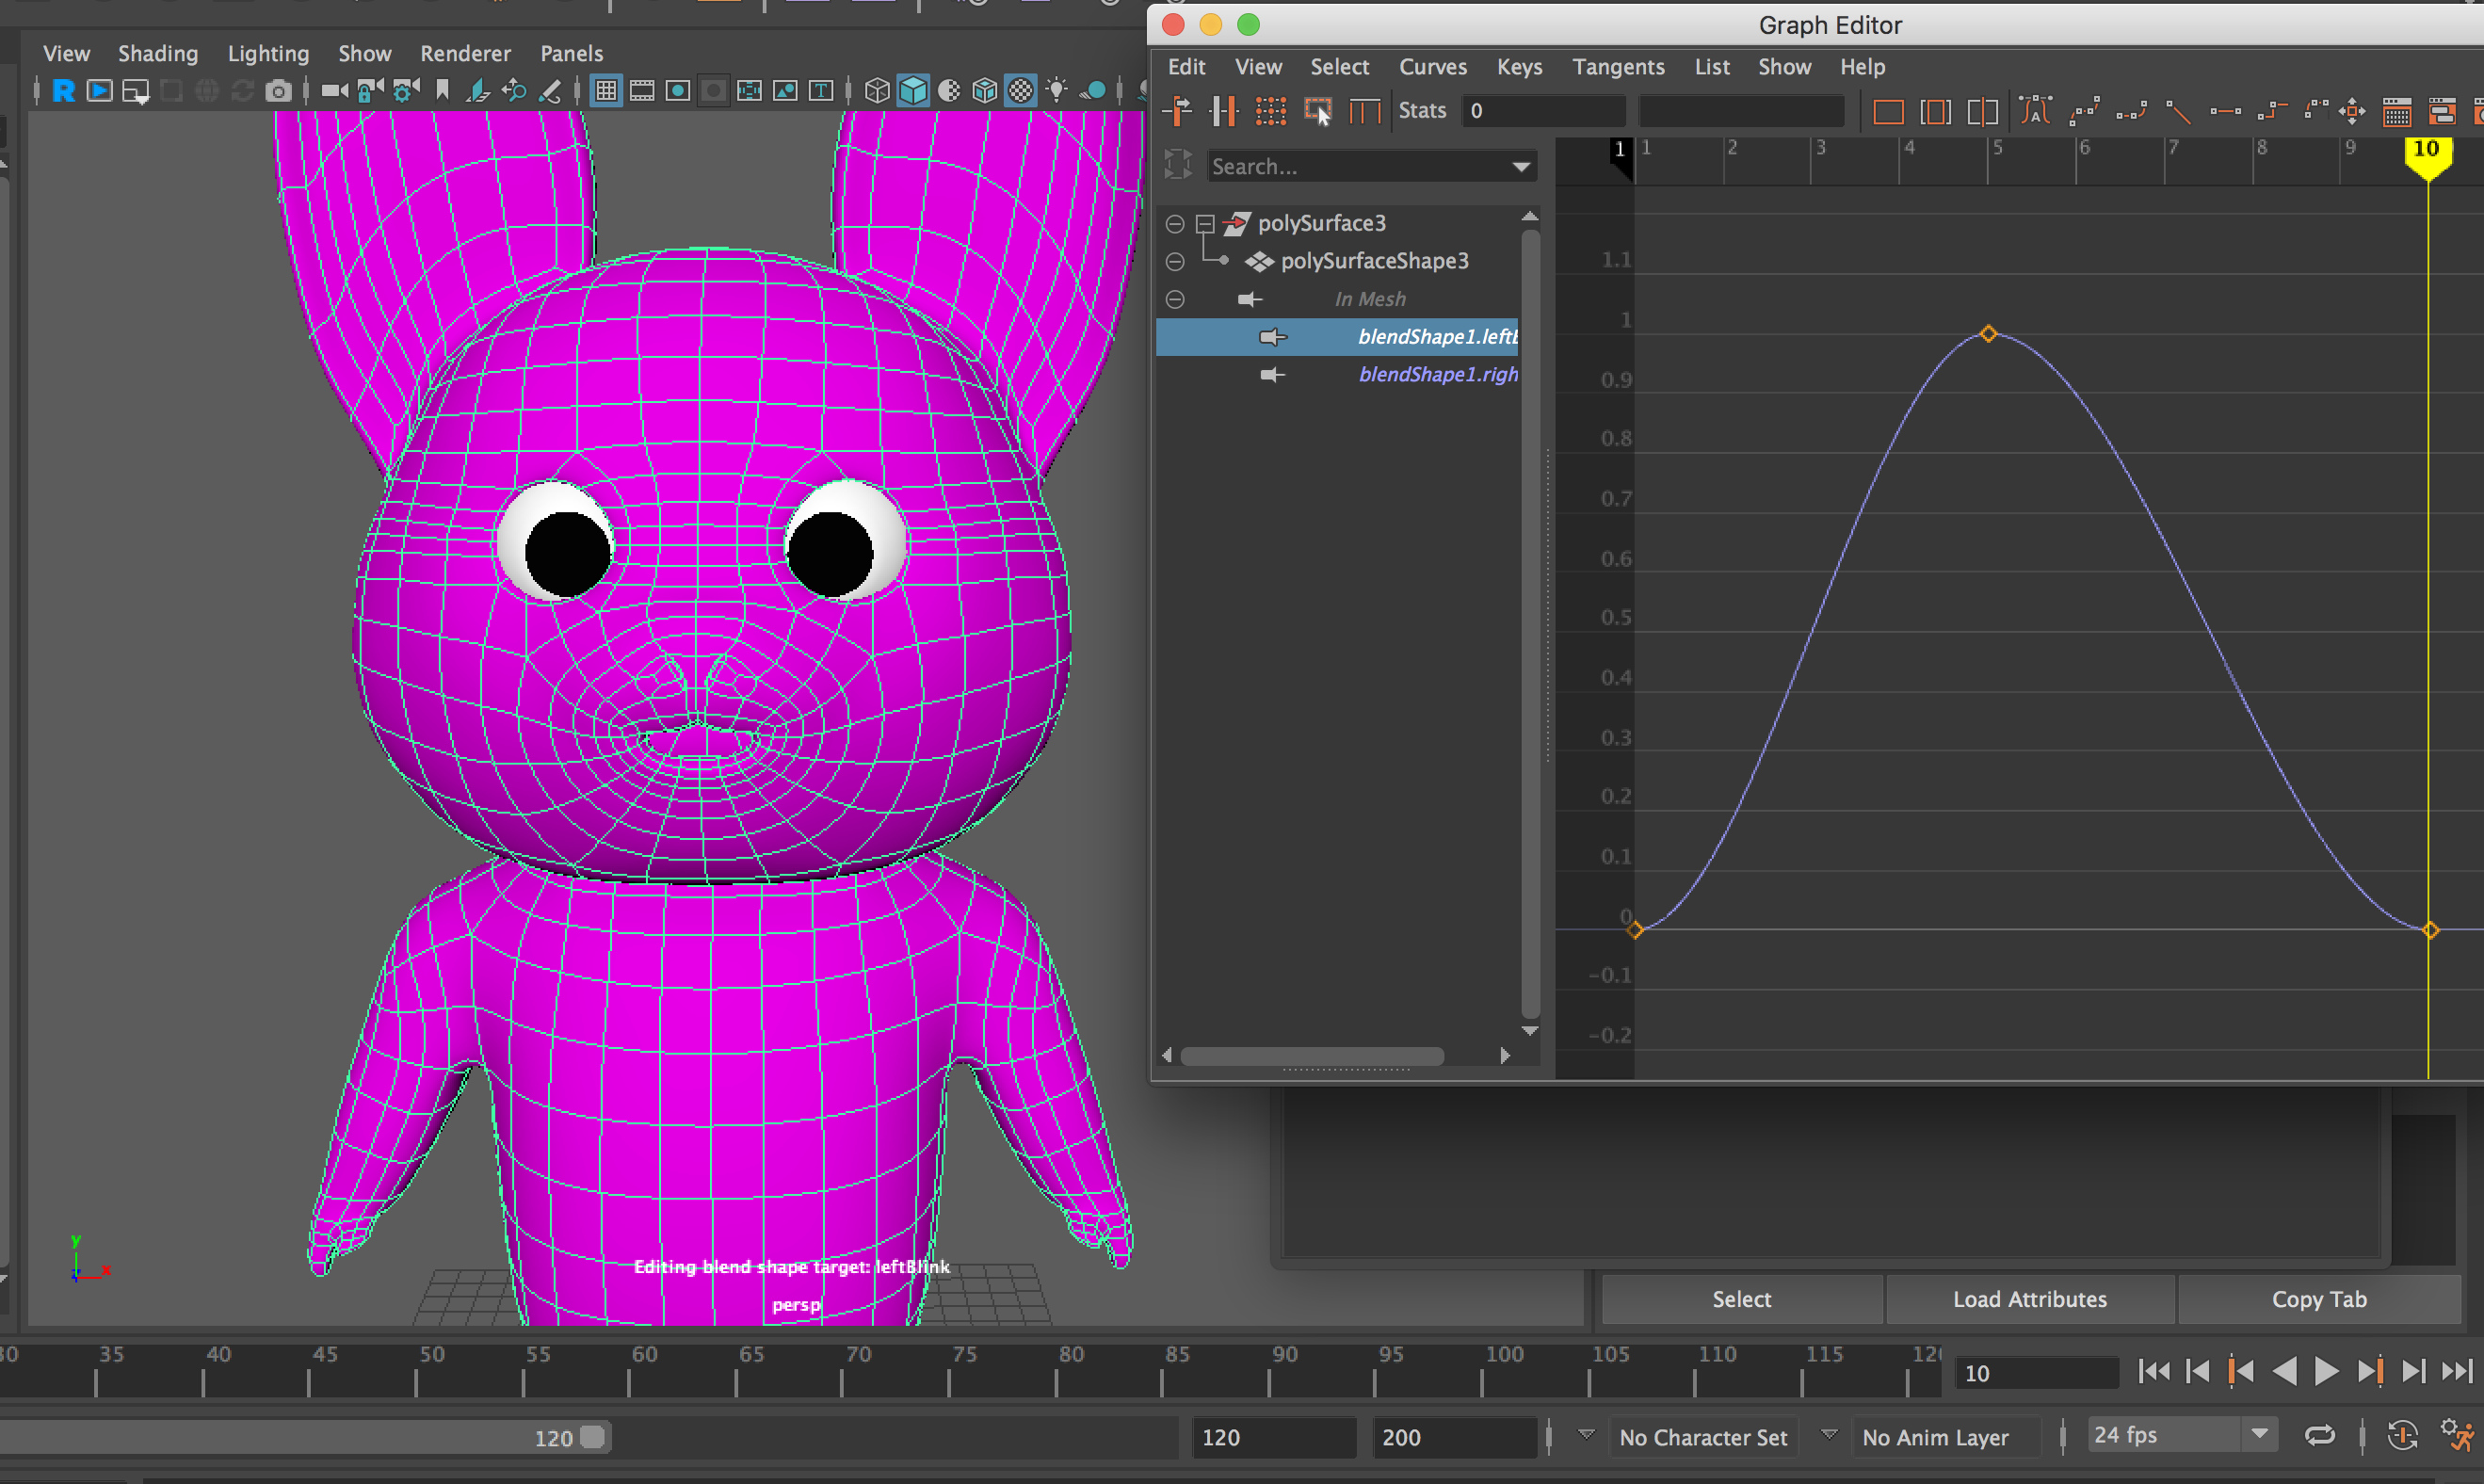 Graph Editor
View Shading Lighting Show Renderer Panels
Edit View Select Curves Keys Tangents List Show Help
Stats 0
Search...
1 1 2 3 4 5 6 7 8 9 10
polySurface3
polySurfaceShape3
In Mesh
blendShape1.left
blendShape1.righ
1.1
1
0.9
0.8
0.7
0.6
0.5
0.4
0.3
0.2
0.1
0
-0.1
-0.2
y
x
Editing blend shape target: leftBlink
persp
Select Load Attributes Copy Tab
30 35 40 45 50 55 60 65 70 75 80 85 90 95 100 105 110 115 120
10
120 120 200 No Character Set No Anim Layer 24 fps